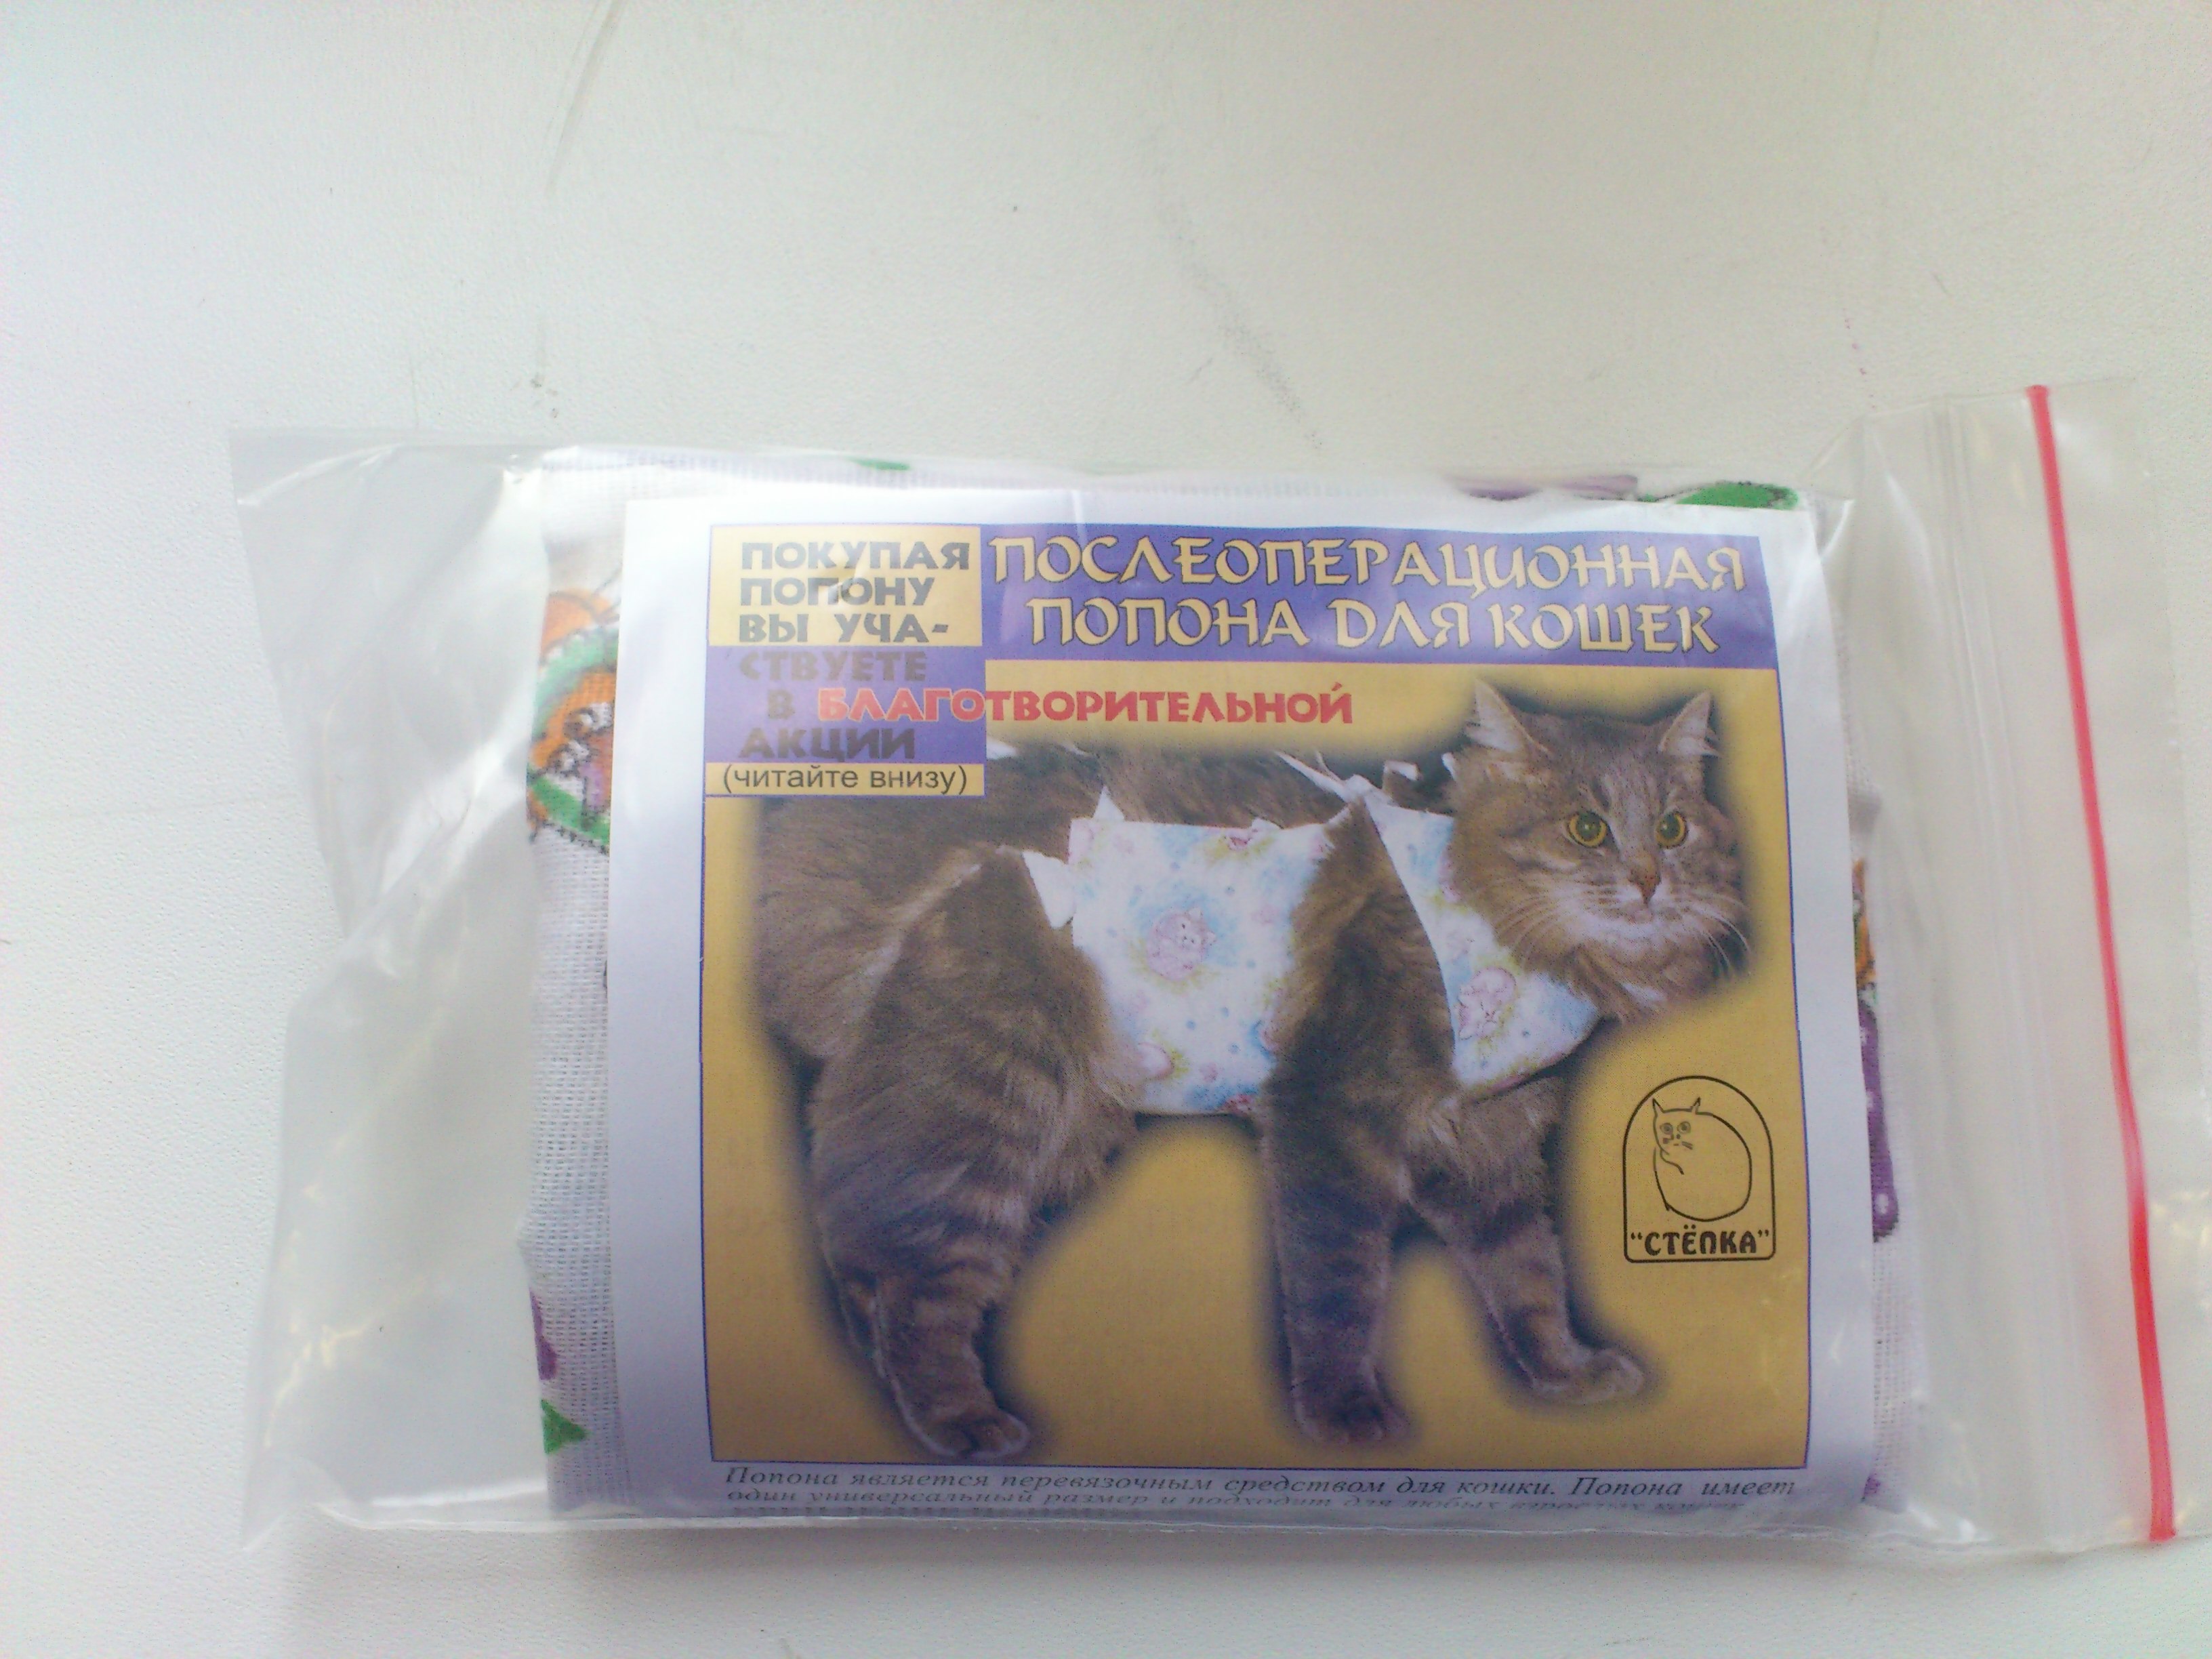 ПОКУПАЯ
ПОПОНУ
ВЫ УЧА-
СТВУЕТЕ
В БЛАГОТВОРИТЕЛЬНОЙ
АКЦИИ
(читайте внизу)
ПОСЛЕОПЕРАЦИОННАЯ
ПОПОНА ДЛЯ КОШЕК
"СТЁПКА"
Попона является перевязочным средством для кошки. Попона имеет
один универсальный размер и подходит для любых взрослых кошек